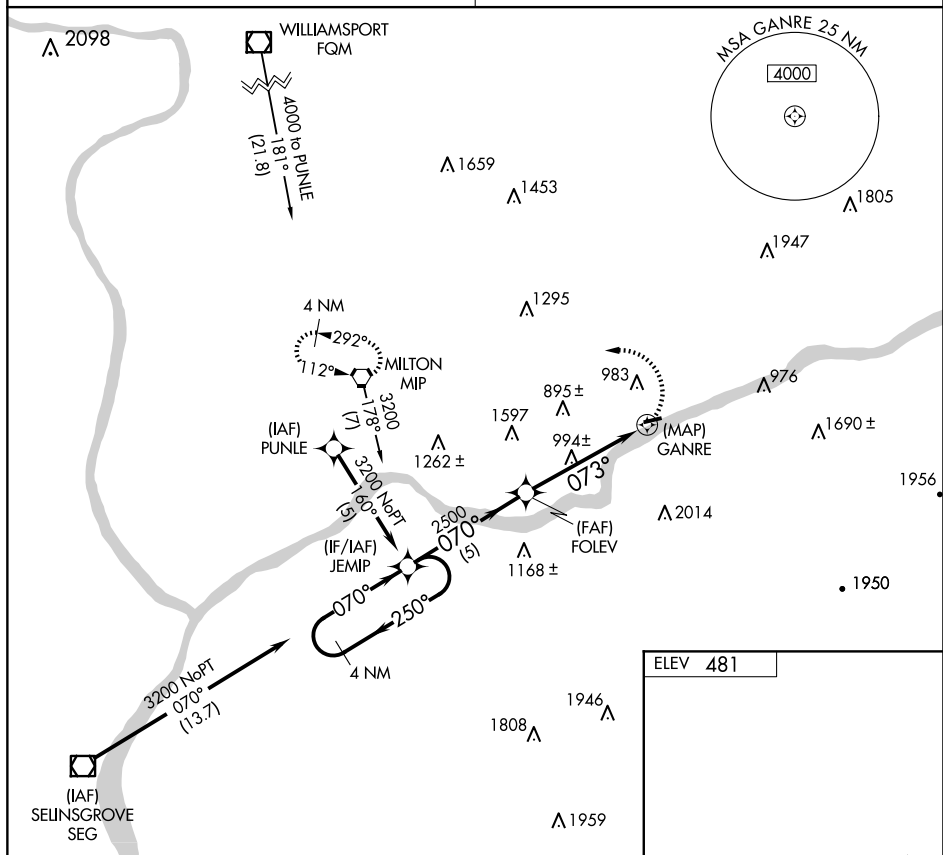 2098
WILLIAMSPORT
FQM
4000 to PUNLE
181°
(21.8)
MSA GANRE 25 NM
4000
1659
1453
1805
1947
4 NM
292°
112°
MILTON
MIP
3200
178°
(7)
1295
983
895 ±
976
1597
994±
1262 ±
1690 ±
(MAP)
GANRE
073°
(IAF)
PUNLE
3200 NoPT
160°
(5)
1956
2014
(IF/IAF)
JEMIP
2500
070°
(5)
(FAF)
FOLEV
1168 ±
1950
070°
250°
4 NM
3200 NoPT
070°
(13.7)
ELEV 481
1946
1808
(IAF)
SELINSGROVE
SEG
1959